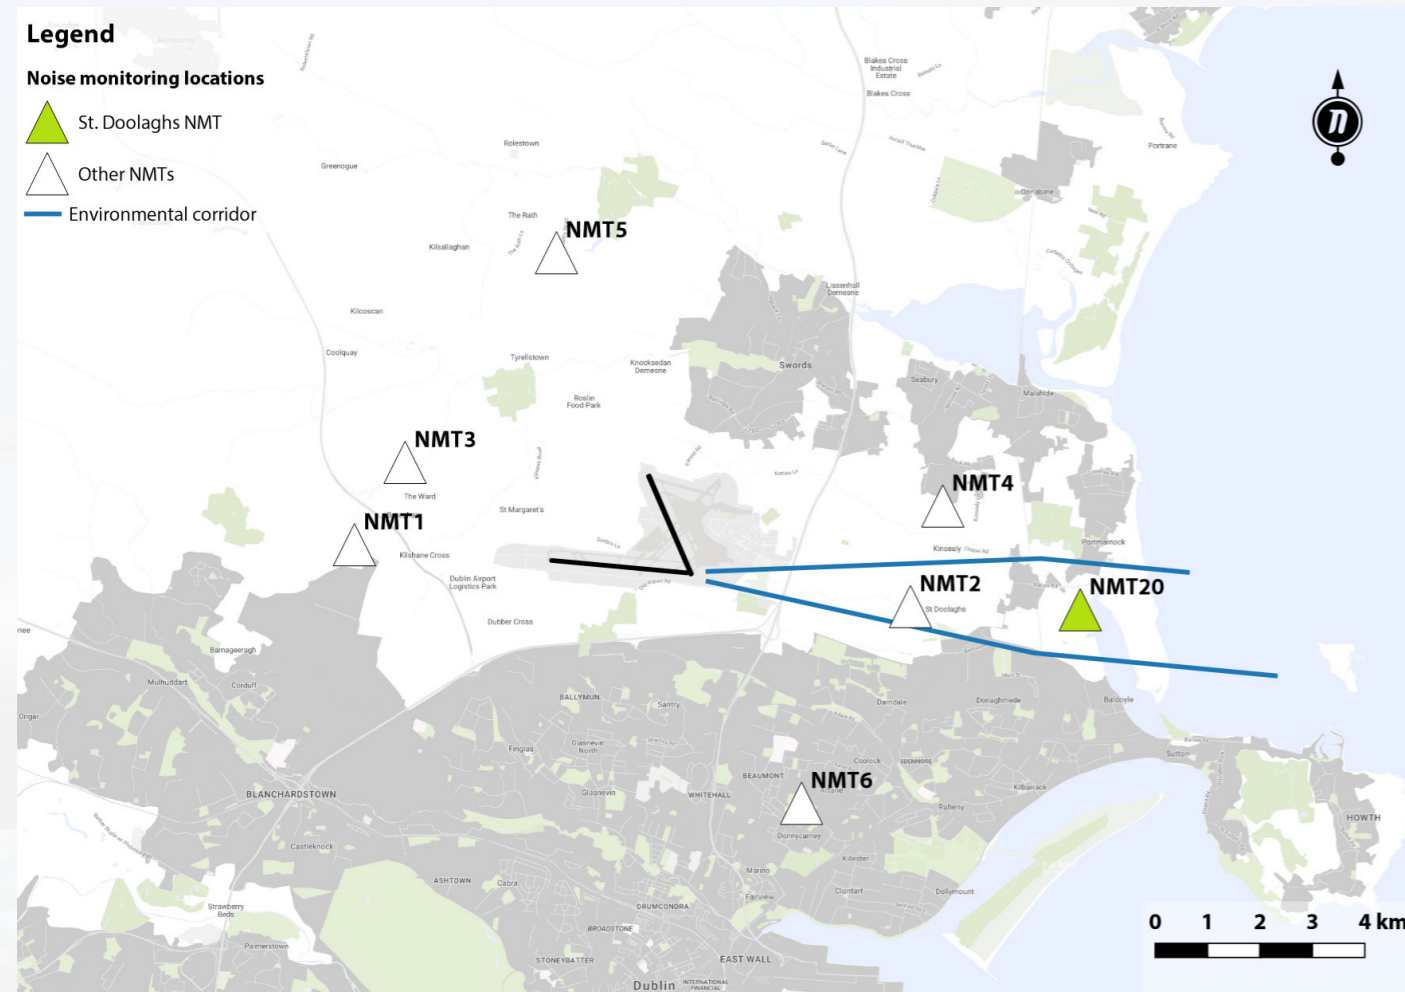 Legend
Noise monitoring locations
St. Doolaghs NMT
Other NMTs
Environmental corridor
n
Blakes Cross
Industrial
Estate
Blakes Cross
Portrane
Rolestown
Greenogue
Donabate
The Rath
NMT5
Kilsallaghan
Lissenhall
Demesne
Kilcoscan
Coolquay
Tyrellstown
Knocksedan
Demesne
Swords
Seabury
Malahide
Roslin
Food Park
NMT3
The Ward
St Margaret's
NMT4
NMT1
Kilshane Cross
Kinsealy
Portmarnock
Dublin Airport
Logistics Park
NMT2
NMT20
St Doolaghs
Dubber Cross
Barnageeragh
Mulhuddart
Corduff
BALLYMUN
Santry
Darndale
Donaghmede
Baldoyle
Ongar
Finglas
Glasnevin
North
Sutton
BEAUMONT
Coolock
EDENMORE
NMT6
Artane
Kilbarrack
BLANCHARDSTOWN
Glasnevin
WHITEHALL
Raheny
HOWTH
Donnycarney
Castleknock
Killester
Marino
ASHTOWN
Cabra
Clontarf
Dollymount
Fairview
DRUMCONDRA
Strawberry
Beds
BROADSTONE
0 1 2 3 4 km
Palmerstown
STONEYBATTER
EAST WALL
Dublin
INTERNATIONAL
FINANCIAL